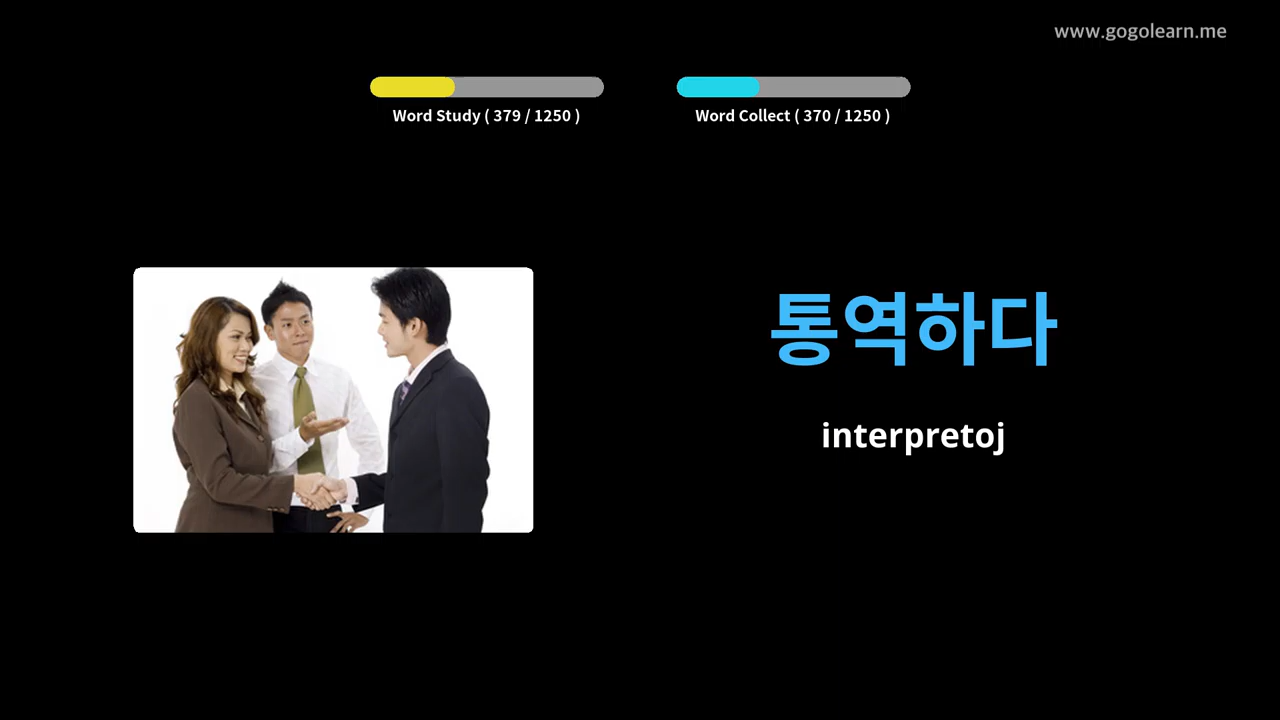 www.gogolearn.me
Word Study ( 379 / 1250 )
Word Collect ( 370 / 1250 )
통역하다
interpretoj